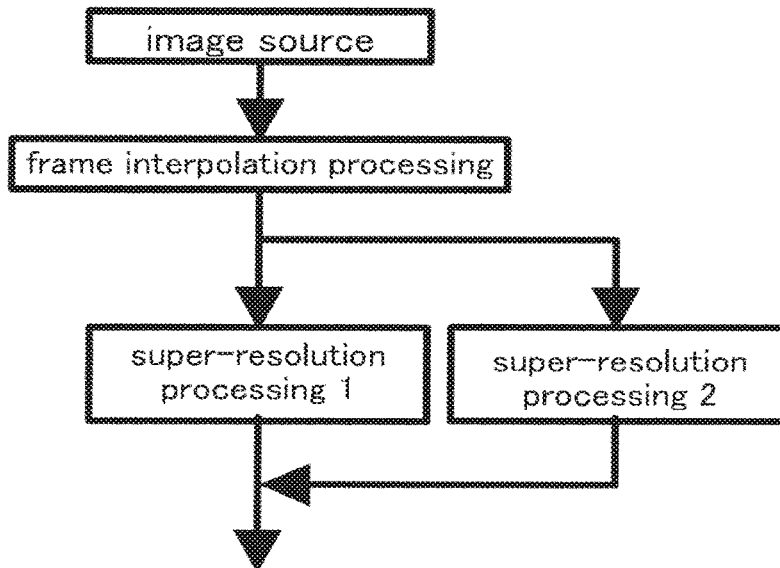 image source
frame interpolation processing
super-resolution
processing 1
super-resolution
processing 2